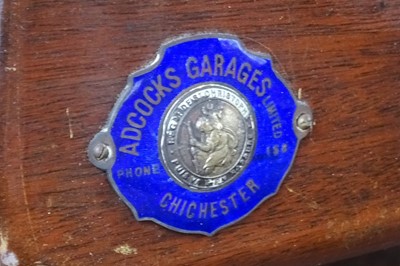 ADCOCKS GARAGES LIMITED
PHONE 158
CHICHESTER